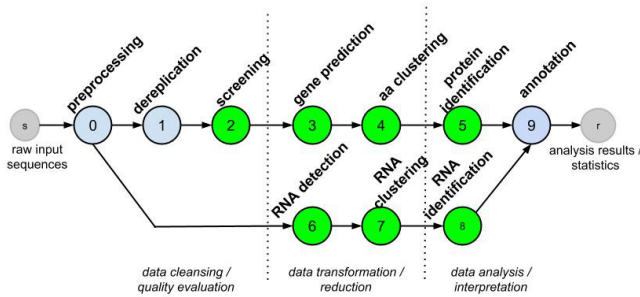 preprocessing
dereplication
screening
gene prediction
aa clustering
protein
identification
annotation
s
0
1
2
3
4
5
9
r
raw input
sequences
analysis results /
statistics
RNA detection
RNA
clustering
RNA
identification
6
7
8
data cleansing /
quality evaluation
data transformation /
reduction
data analysis /
interpretation